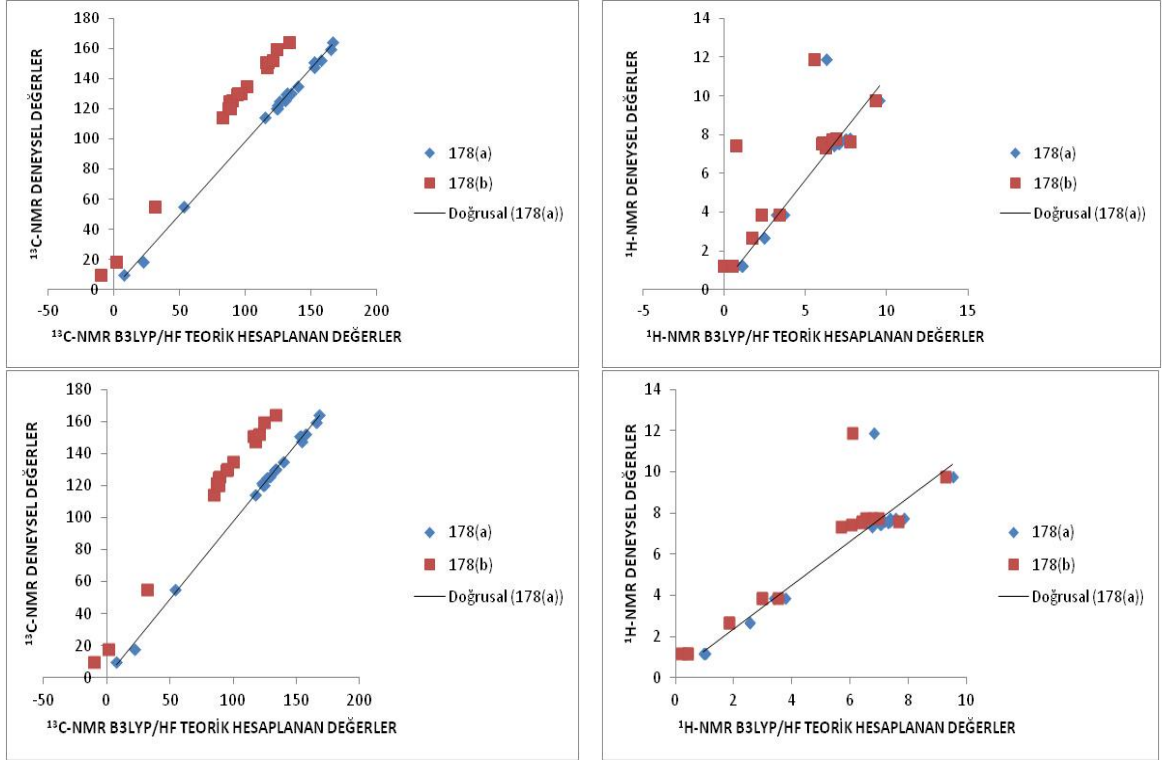 180
160
140
120
100
80
60
40
20
0
-50
0
50
100
150
200
¹³C-NMR DENEYSEL DEĞERLER
¹³C-NMR B3LYP/HF TEORİK HESAPLANAN DEĞERLER
178(a)
178(b)
Doğrusal (178(a))
14
12
10
8
6
4
2
0
-5
0
5
10
15
¹H-NMR DENEYSEL DEĞERLER
¹H-NMR B3LYP/HF TEORİK HESAPLANAN DEĞERLER
178(a)
178(b)
Doğrusal (178(a))
180
160
140
120
100
80
60
40
20
0
-50
0
50
100
150
200
¹³C-NMR DENEYSEL DEĞERLER
¹³C-NMR B3LYP/HF TEORİK HESAPLANAN DEĞERLER
178(a)
178(b)
Doğrusal (178(a))
14
12
10
8
6
4
2
0
0
2
4
6
8
10
¹H-NMR DENEYSEL DEĞERLER
¹H-NMR B3LYP/HF TEORİK HESAPLANAN DEĞERLER
178(a)
178(b)
Doğrusal (178(a))